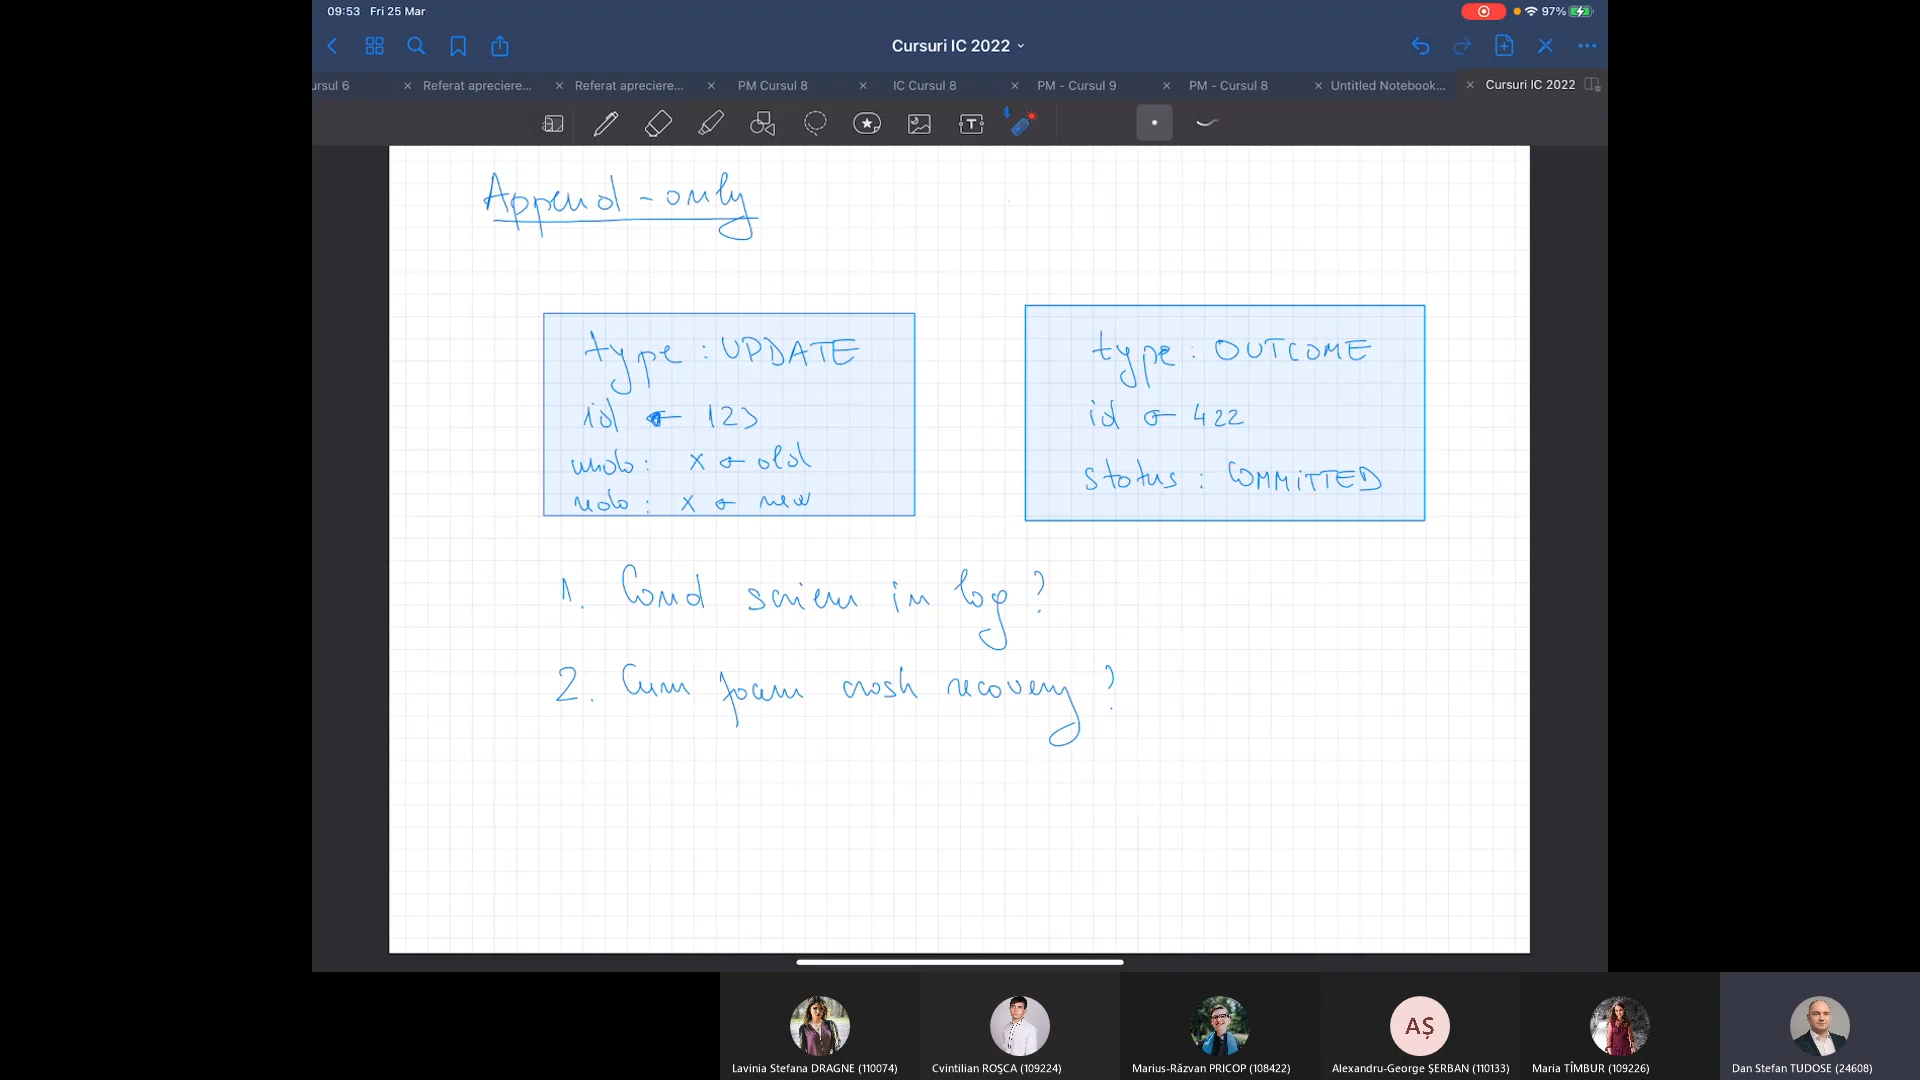 09:53 Fri 25 Mar
97%
Cursuri IC 2022
ursul 6
Referat apreciere...
Referat apreciere...
PM Cursul 8
IC Cursul 8
PM - Cursul 9
PM - Cursul 8
Untitled Notebook...
Cursuri IC 2022
Append-only
type : UPDATE
id ← 123
undo: x ← old
redo: x ← new
type : OUTCOME
id ← 422
status : COMMITTED
1. Cand scriem in log?
2. Cum facem crash recovery?
Lavinia Stefana DRAGNE (110074)
Cvintilian ROȘCA (109224)
Marius-Răzvan PRICOP (108422)
AȘ
Alexandru-George ȘERBAN (110133)
Maria TÎMBUR (109226)
Dan Stefan TUDOSE (24608)